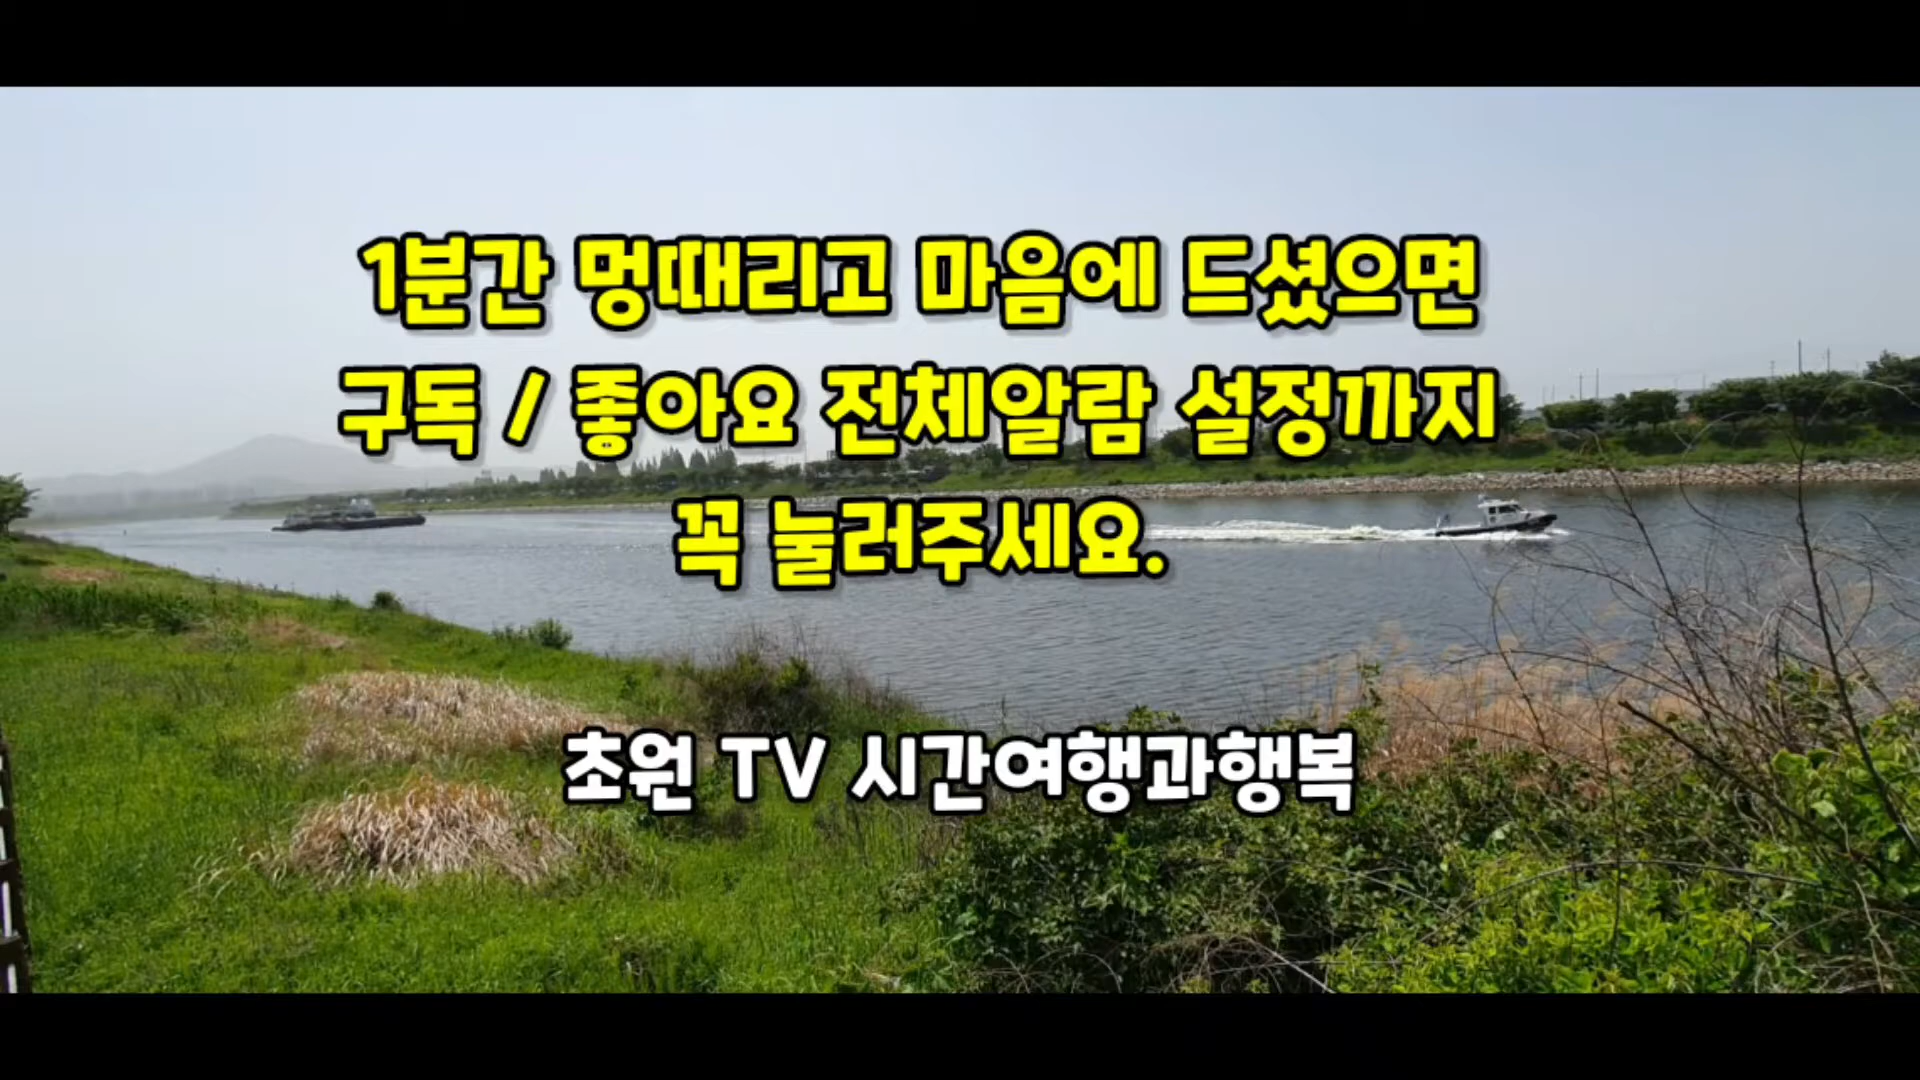 1분간 멍때리고 마음에 드셨으면
구독 / 좋아요 전체알람 설정까지
꼭 눌러주세요.
초원 TV 시간여행과행복